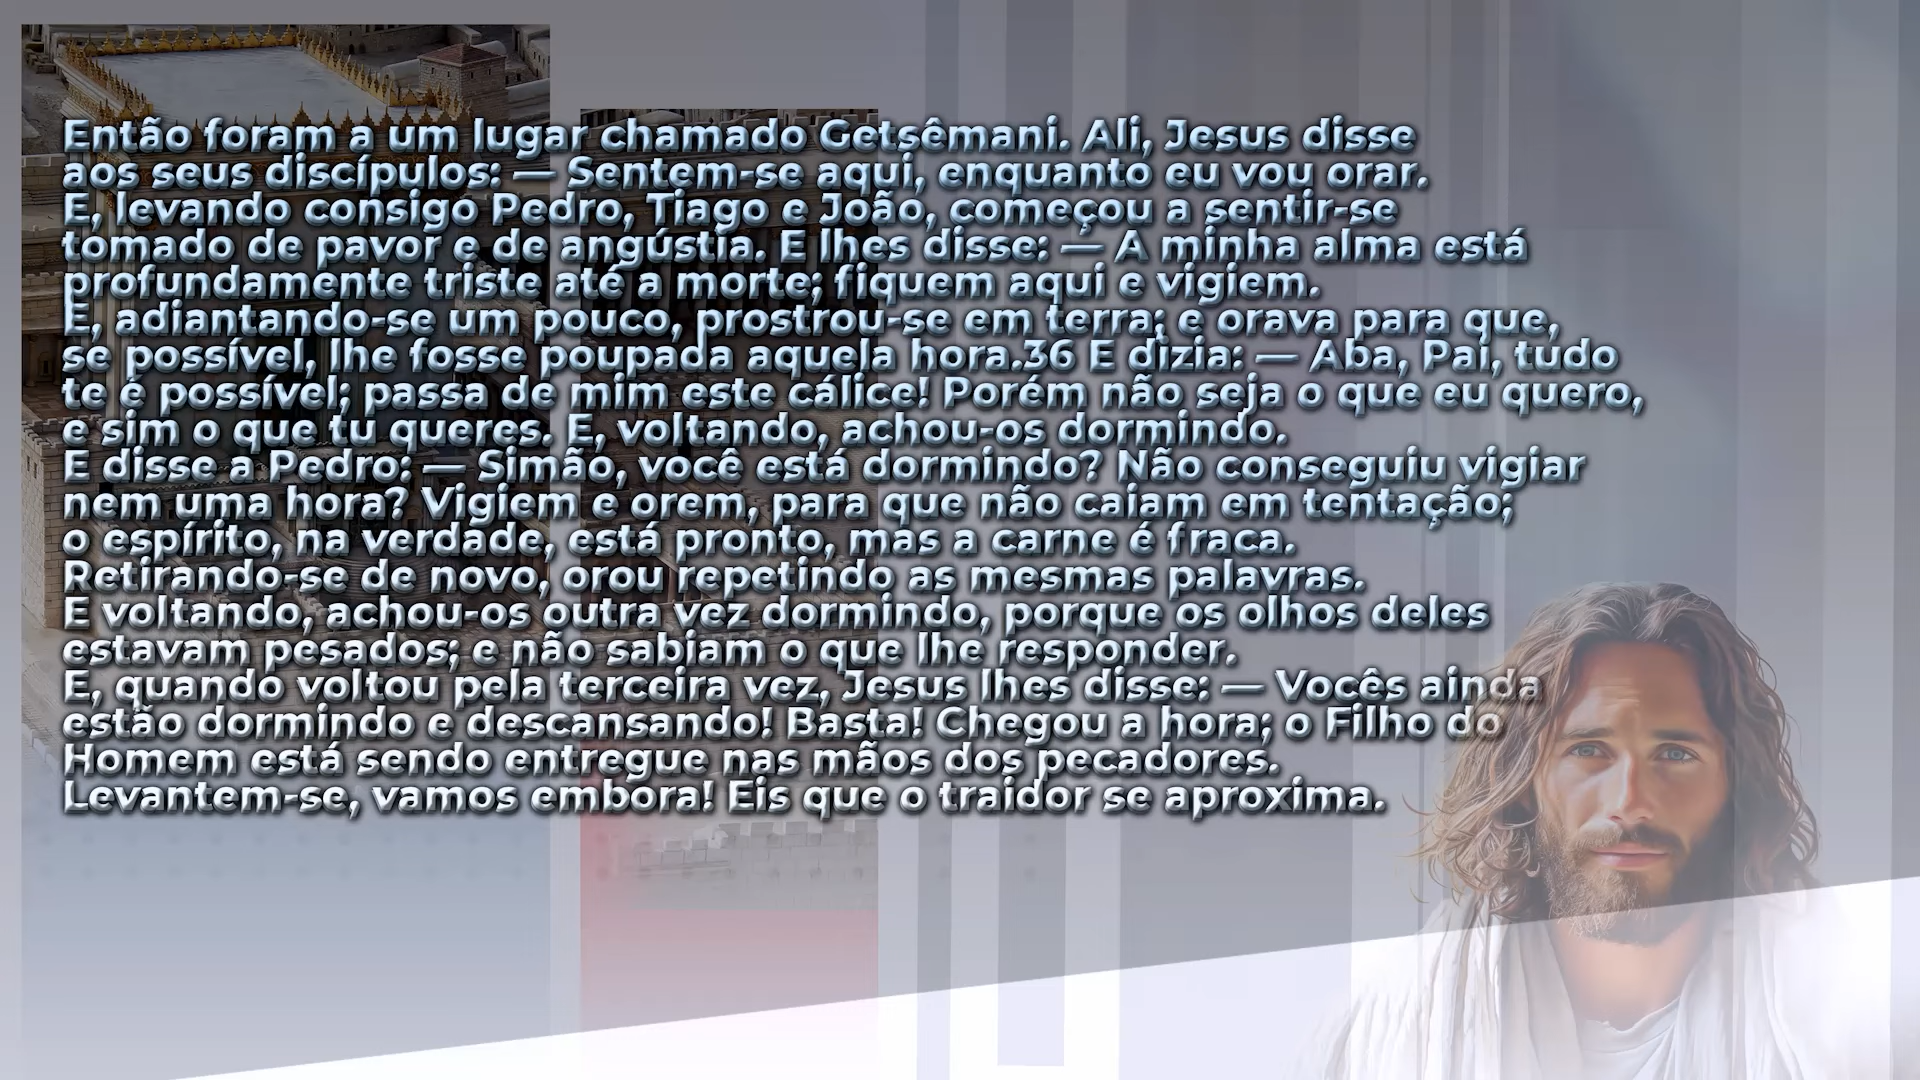 Então foram a um lugar chamado Getsêmani. Ali, Jesus disse
aos seus discípulos: — Sentem-se aqui, enquanto eu vou orar.
E, levando consigo Pedro, Tiago e João, começou a sentir-se
tomado de pavor e de angústia. E lhes disse: — A minha alma está
profundamente triste até a morte; fiquem aqui e vigiem.
E, adiantando-se um pouco, prostrou-se em terra; e orava para que,
se possível, lhe fosse poupada aquela hora.36 E dizia: — Aba, Pai, tudo
te é possível; passa de mim este cálice! Porém não seja o que eu quero,
e sim o que tu queres. E, voltando, achou-os dormindo.
E disse a Pedro: — Simão, você está dormindo? Não conseguiu vigiar
nem uma hora? Vigiem e orem, para que não caiam em tentação;
o espírito, na verdade, está pronto, mas a carne é fraca.
Retirando-se de novo, orou repetindo as mesmas palavras.
E voltando, achou-os outra vez dormindo, porque os olhos deles
estavam pesados; e não sabiam o que lhe responder.
E, quando voltou pela terceira vez, Jesus lhes disse: — Vocês ainda
estão dormindo e descansando! Basta! Chegou a hora; o Filho do
Homem está sendo entregue nas mãos dos pecadores.
Levantem-se, vamos embora! Eis que o traidor se aproxima.